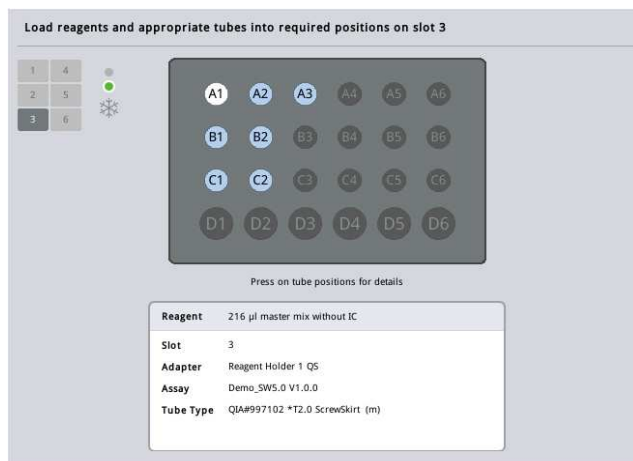 Load reagents and appropriate tubes into required positions on slot 3
1 4
2 5
3 6
A1 A2 A3 A4 A5 A6
B1 B2 B3 B4 B5 B6
C1 C2 C3 C4 C5 C6
D1 D2 D3 D4 D5 D6
Press on tube positions for details
Reagent 216 µl master mix without IC
Slot 3
Adapter Reagent Holder 1 QS
Assay Demo_SW5.0 V1.0.0
Tube Type QIA#997102 *T2.0 ScrewSkirt (m)